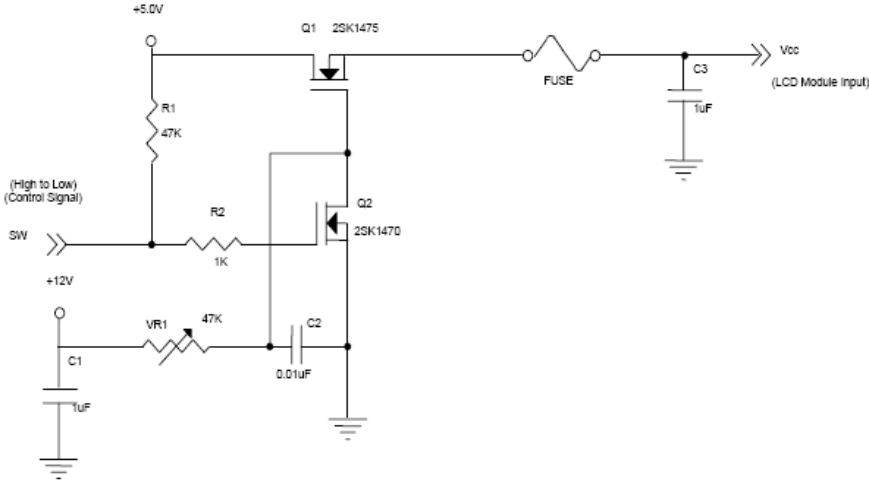 +5.0V
Q1 2SK1475
Vcc
(LCD Module Input)
FUSE
C3
1uF
R1
47K
(High to Low)
(Control Signal)
SW
R2
1K
Q2
2SK1470
+12V
VR1
47K
C2
0.01uF
C1
1uF